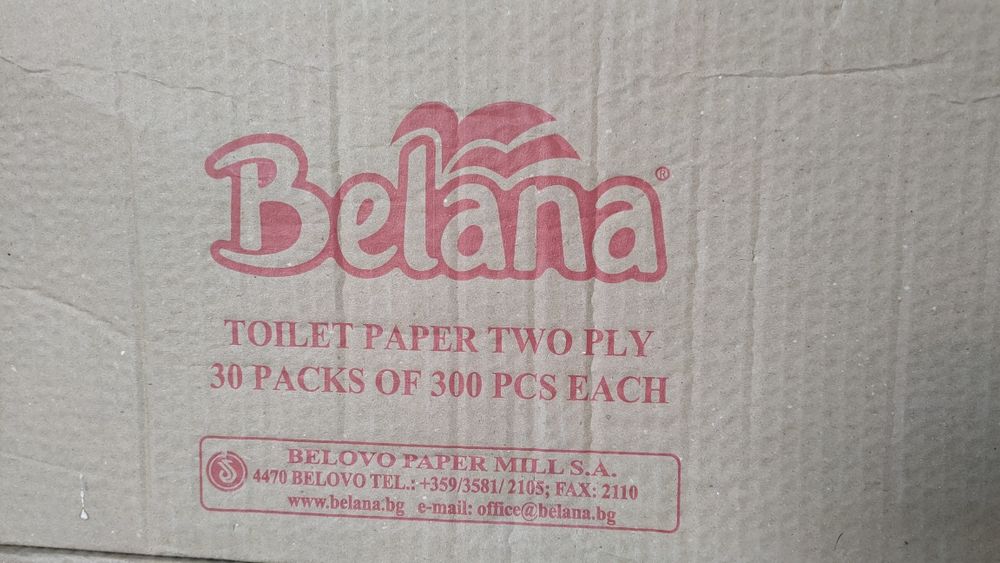 Belana®
TOILET PAPER TWO PLY
30 PACKS OF 300 PCS EACH
BELOVO PAPER MILL S.A.
4470 BELOVO TEL.: +359/3581/ 2105; FAX: 2110
www.belana.bg e-mail: office@belana.bg